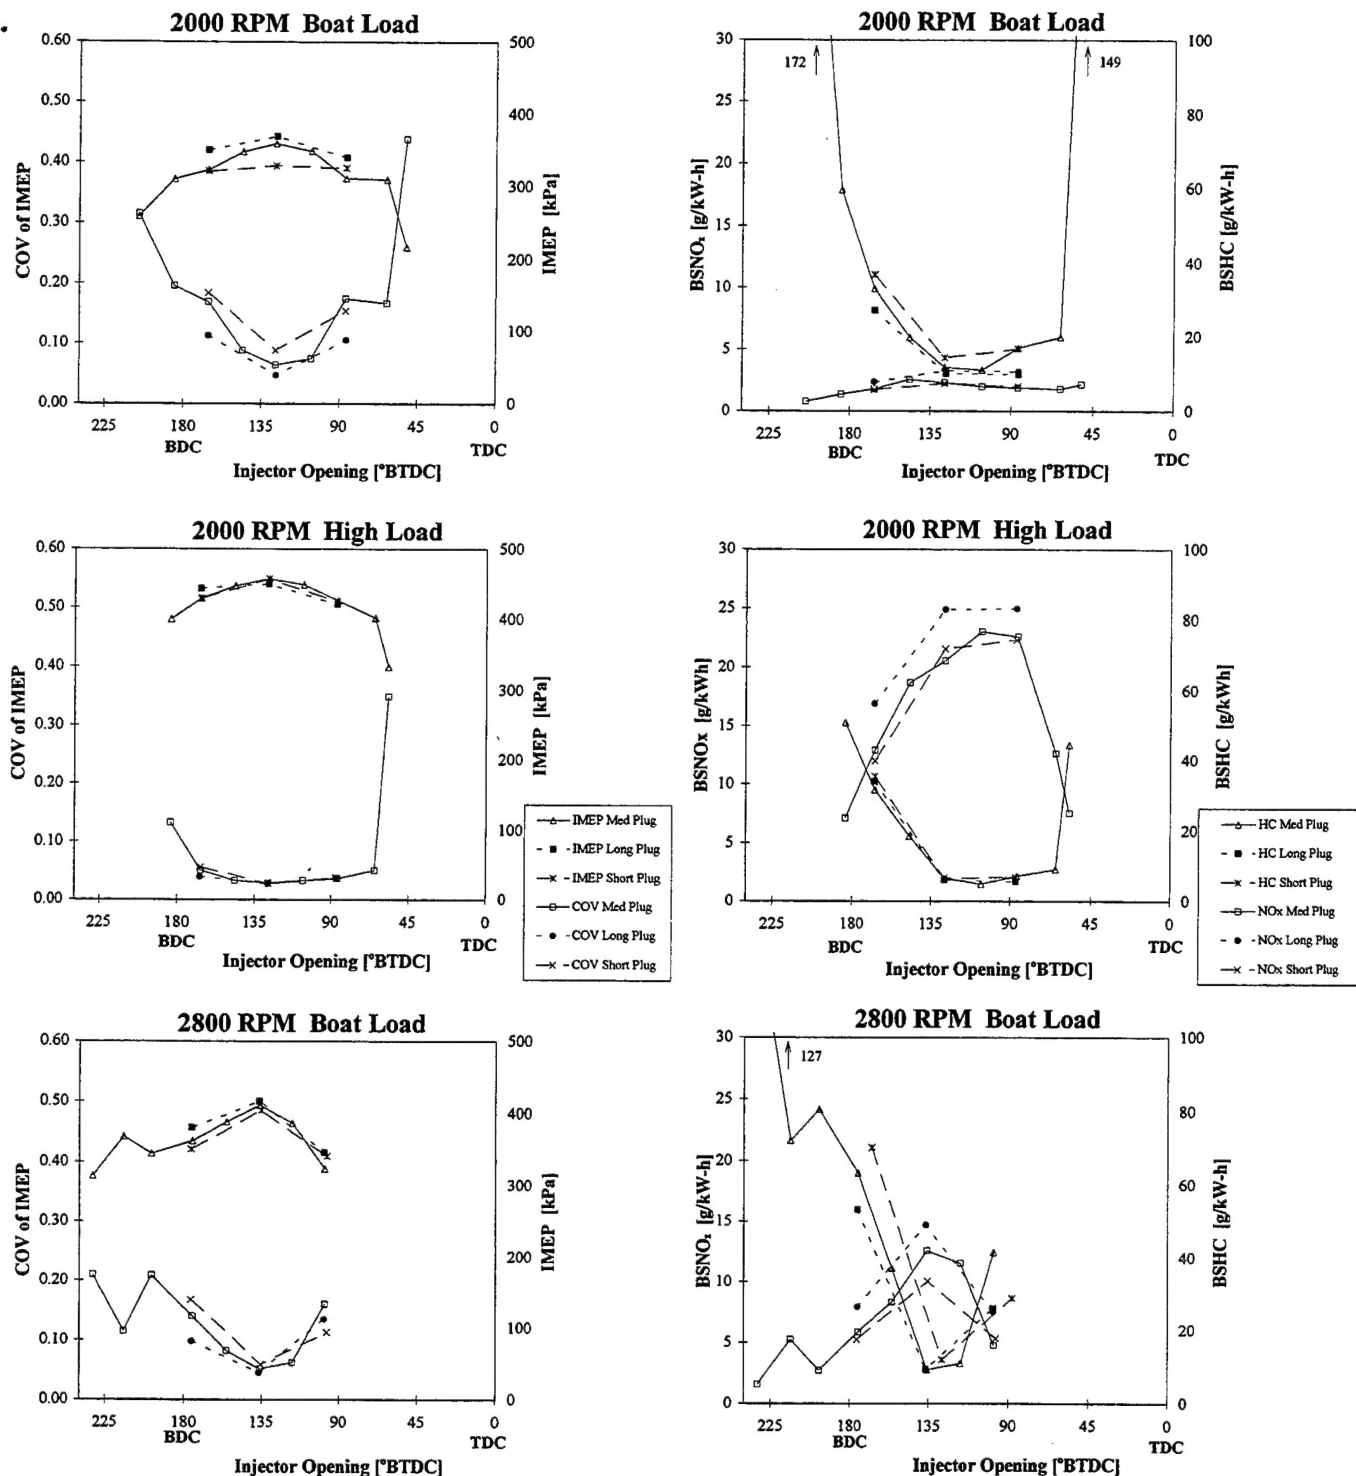 2000 RPM Boat Load
0.60
0.50
0.40
0.30
0.20
0.10
0.00
COV of IMEP
500
400
300
200
100
0
IMEP [kPa]
225 180 135 90 45 0
BDC TDC
Injector Opening [°BTDC]
2000 RPM Boat Load
30
25
20
15
10
5
0
BSNOx [g/kW-h]
172
149
100
80
60
40
20
0
BSHC [g/kW-h]
225 180 135 90 45 0
BDC TDC
Injector Opening [°BTDC]
2000 RPM High Load
0.60
0.50
0.40
0.30
0.20
0.10
0.00
COV of IMEP
500
400
300
200
100
0
IMEP [kPa]
225 180 135 90 45 0
BDC TDC
Injector Opening [°BTDC]
IMEP Med Plug
IMEP Long Plug
IMEP Short Plug
COV Med Plug
COV Long Plug
COV Short Plug
2000 RPM High Load
30
25
20
15
10
5
0
BSNOx [g/kWh]
100
80
60
40
20
0
BSHC [g/kWh]
225 180 135 90 45 0
BDC TDC
Injector Opening [°BTDC]
HC Med Plug
HC Long Plug
HC Short Plug
NOx Med Plug
NOx Long Plug
NOx Short Plug
2800 RPM Boat Load
0.60
0.50
0.40
0.30
0.20
0.10
0.00
COV of IMEP
500
400
300
200
100
0
IMEP [kPa]
225 180 135 90 45 0
BDC TDC
Injector Opening [°BTDC]
2800 RPM Boat Load
30
25
20
15
10
5
0
BSNOx [g/kW-h]
127
100
80
60
40
20
0
BSHC [g/kW-h]
225 180 135 90 45 0
BDC TDC
Injector Opening [°BTDC]